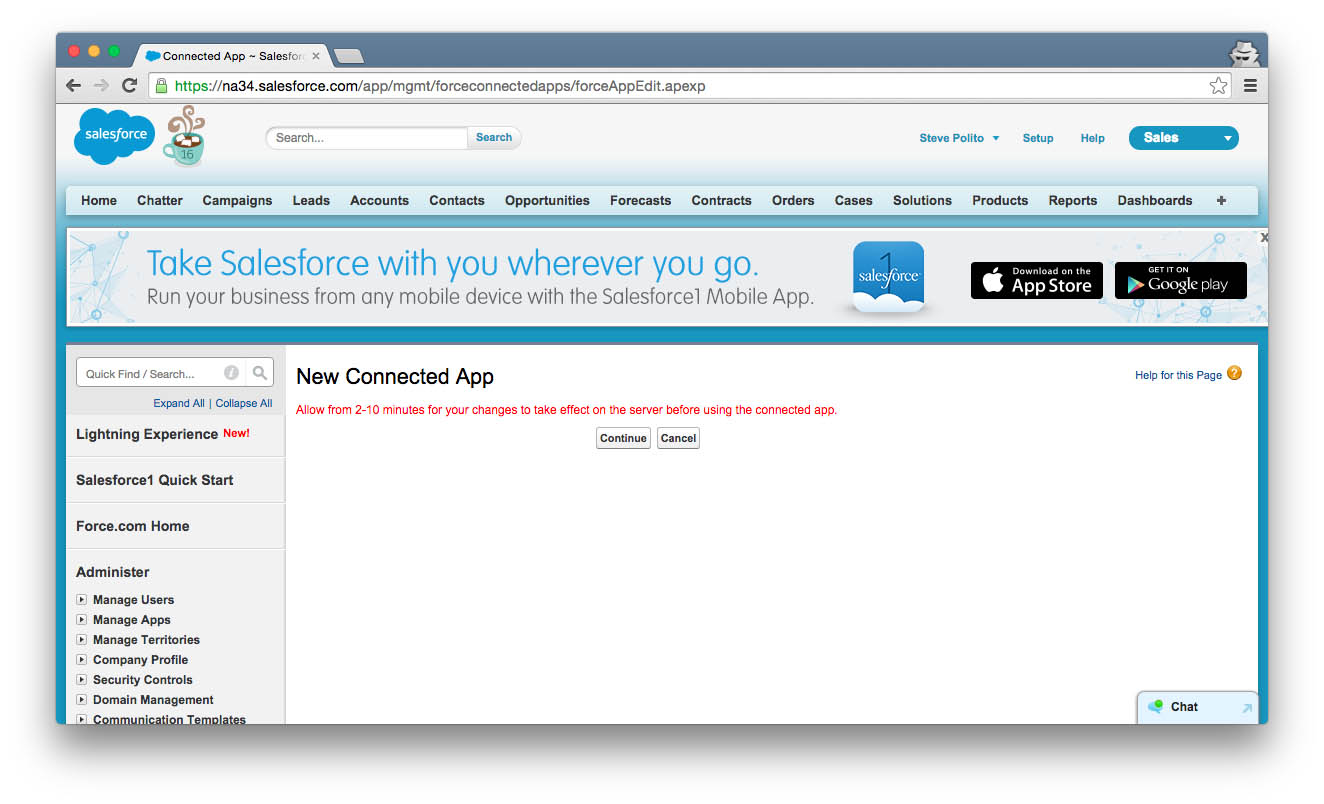 Connected App ~ Salesfor
https://na34.salesforce.com/app/mgmt/forceconnectedapps/forceAppEdit.apexp
salesforce
16
Search... Search
Steve Polito Setup Help Sales
Home Chatter Campaigns Leads Accounts Contacts Opportunities Forecasts Contracts Orders Cases Solutions Products Reports Dashboards +
Take Salesforce with you wherever you go.
Run your business from any mobile device with the Salesforce1 Mobile App.
1
salesforce
Download on the
App Store
GET IT ON
Google play
X
Quick Find / Search...
Expand All | Collapse All
Lightning Experience New!
Salesforce1 Quick Start
Force.com Home
Administer
Manage Users
Manage Apps
Manage Territories
Company Profile
Security Controls
Domain Management
Communication Templates
New Connected App
Help for this Page ?
Allow from 2-10 minutes for your changes to take effect on the server before using the connected app.
Continue Cancel
Chat